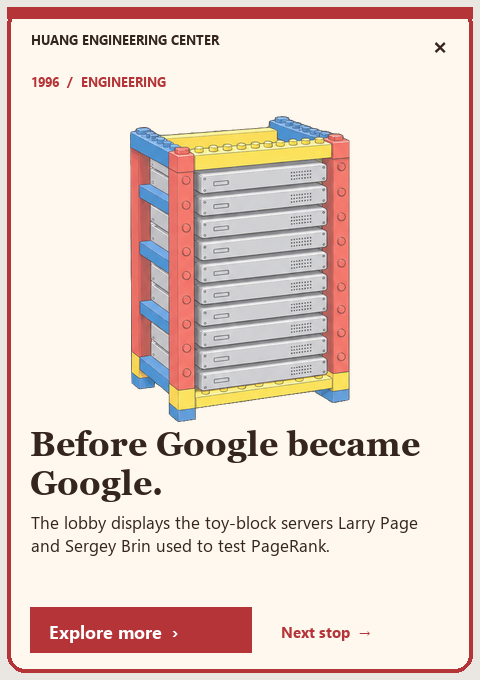 HUANG ENGINEERING CENTER
×
1996 / ENGINEERING
Before Google became
Google.
The lobby displays the toy-block servers Larry Page
and Sergey Brin used to test PageRank.
Explore more ›
Next stop →